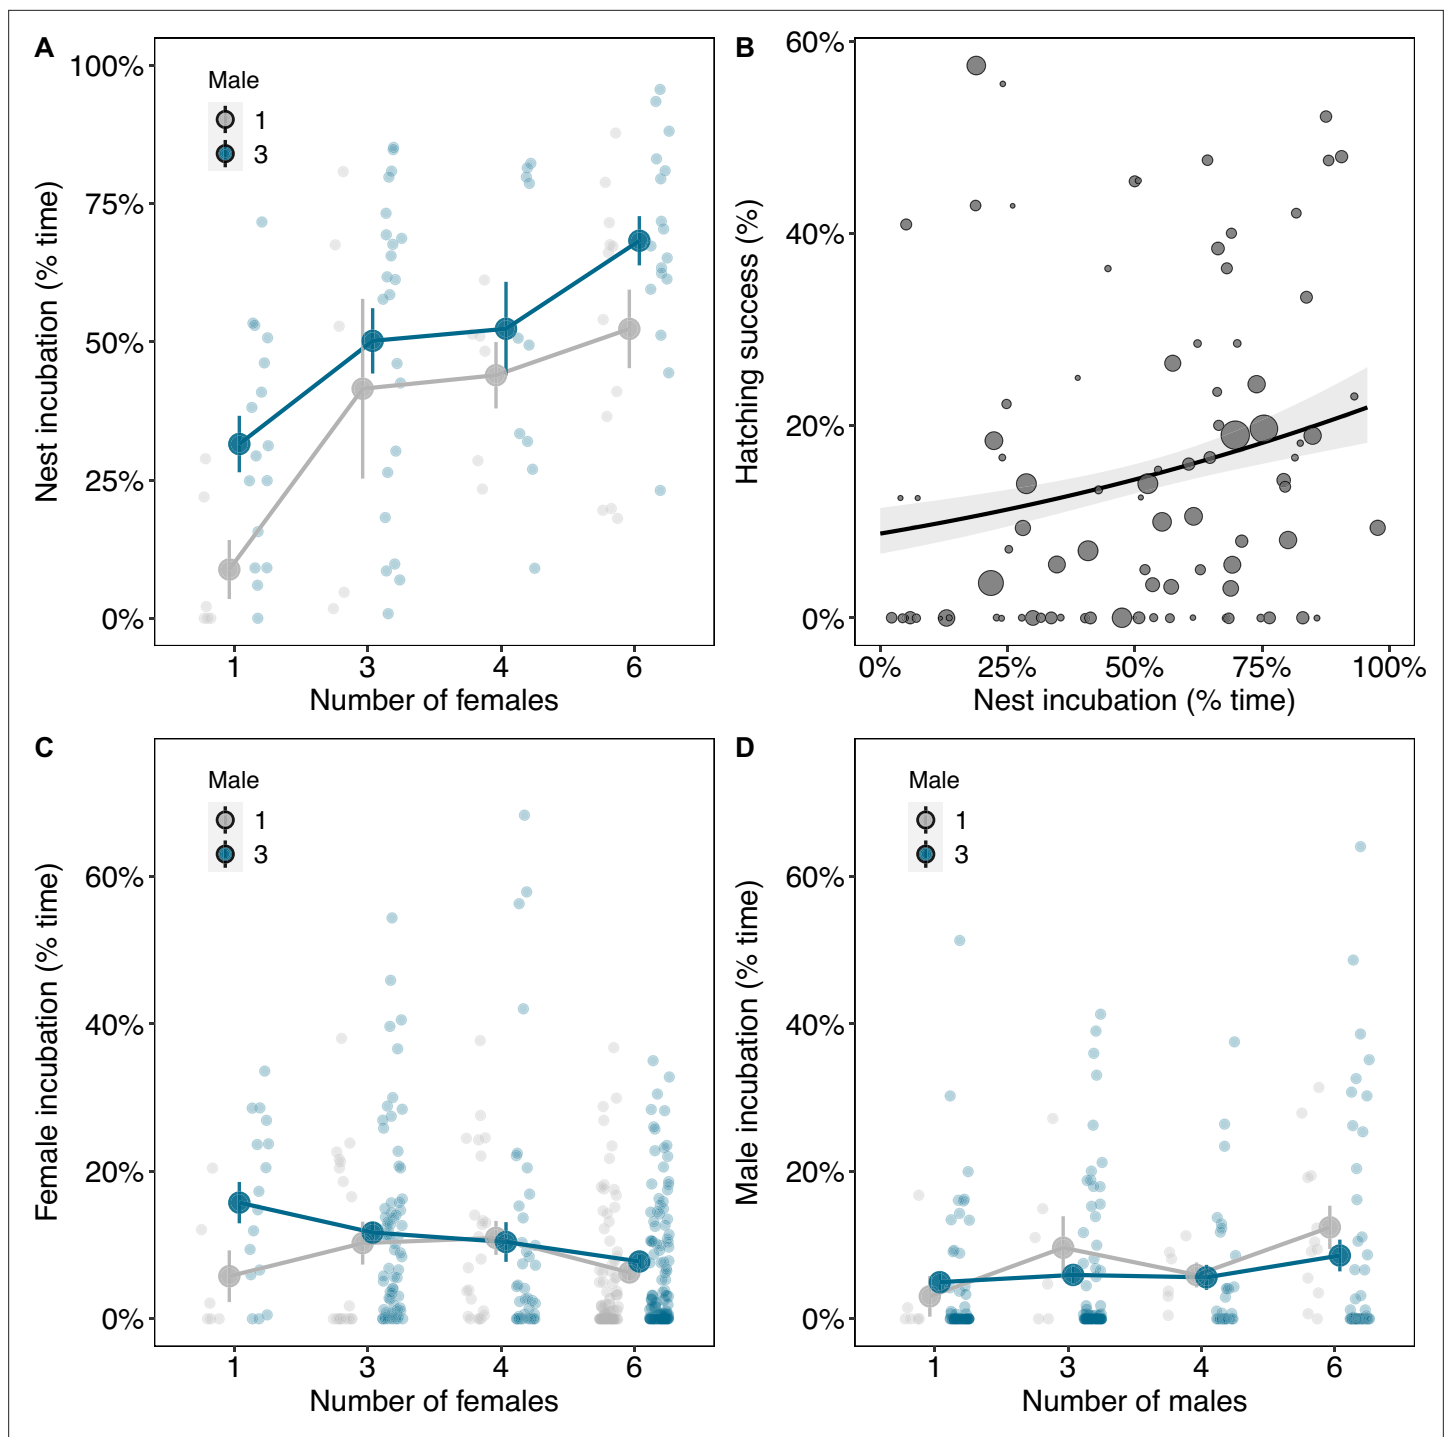 A
Male
1
3
100%
75%
50%
25%
0%
Nest incubation (% time)
1 3 4 6
Number of females
B
60%
40%
20%
0%
Hatching success (%)
0% 25% 50% 75% 100%
Nest incubation (% time)
C
Male
1
3
60%
40%
20%
0%
Female incubation (% time)
1 3 4 6
Number of females
D
Male
1
3
60%
40%
20%
0%
Male incubation (% time)
1 3 4 6
Number of males